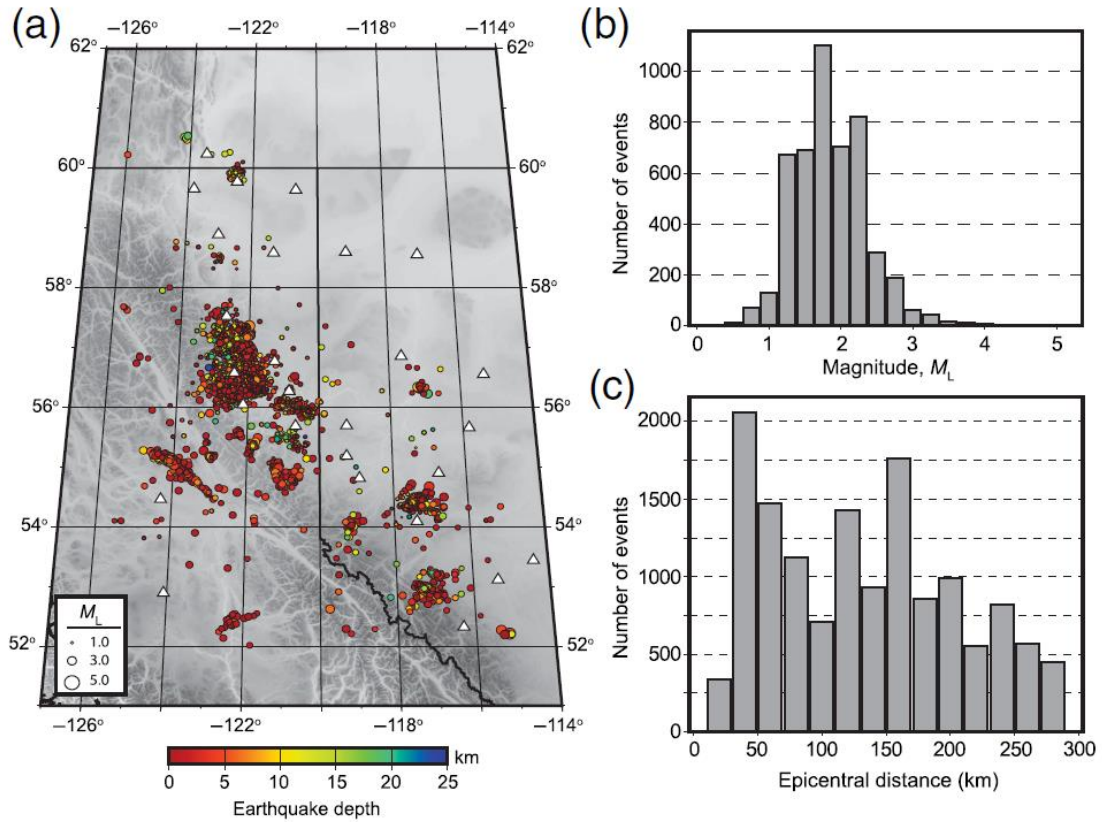 (a)
−126° −122° −118° −114°
62° 62°
60° 60°
58° 58°
56° 56°
54° 54°
52° 52°
M_L
1.0
3.0
5.0
−126° −122° −118° −114°
0 5 10 15 20 25 km
Earthquake depth
(b)
Number of events
1000
800
600
400
200
0
0 1 2 3 4 5
Magnitude, M_L
(c)
Number of events
2000
1500
1000
500
0
0 50 100 150 200 250 300
Epicentral distance (km)